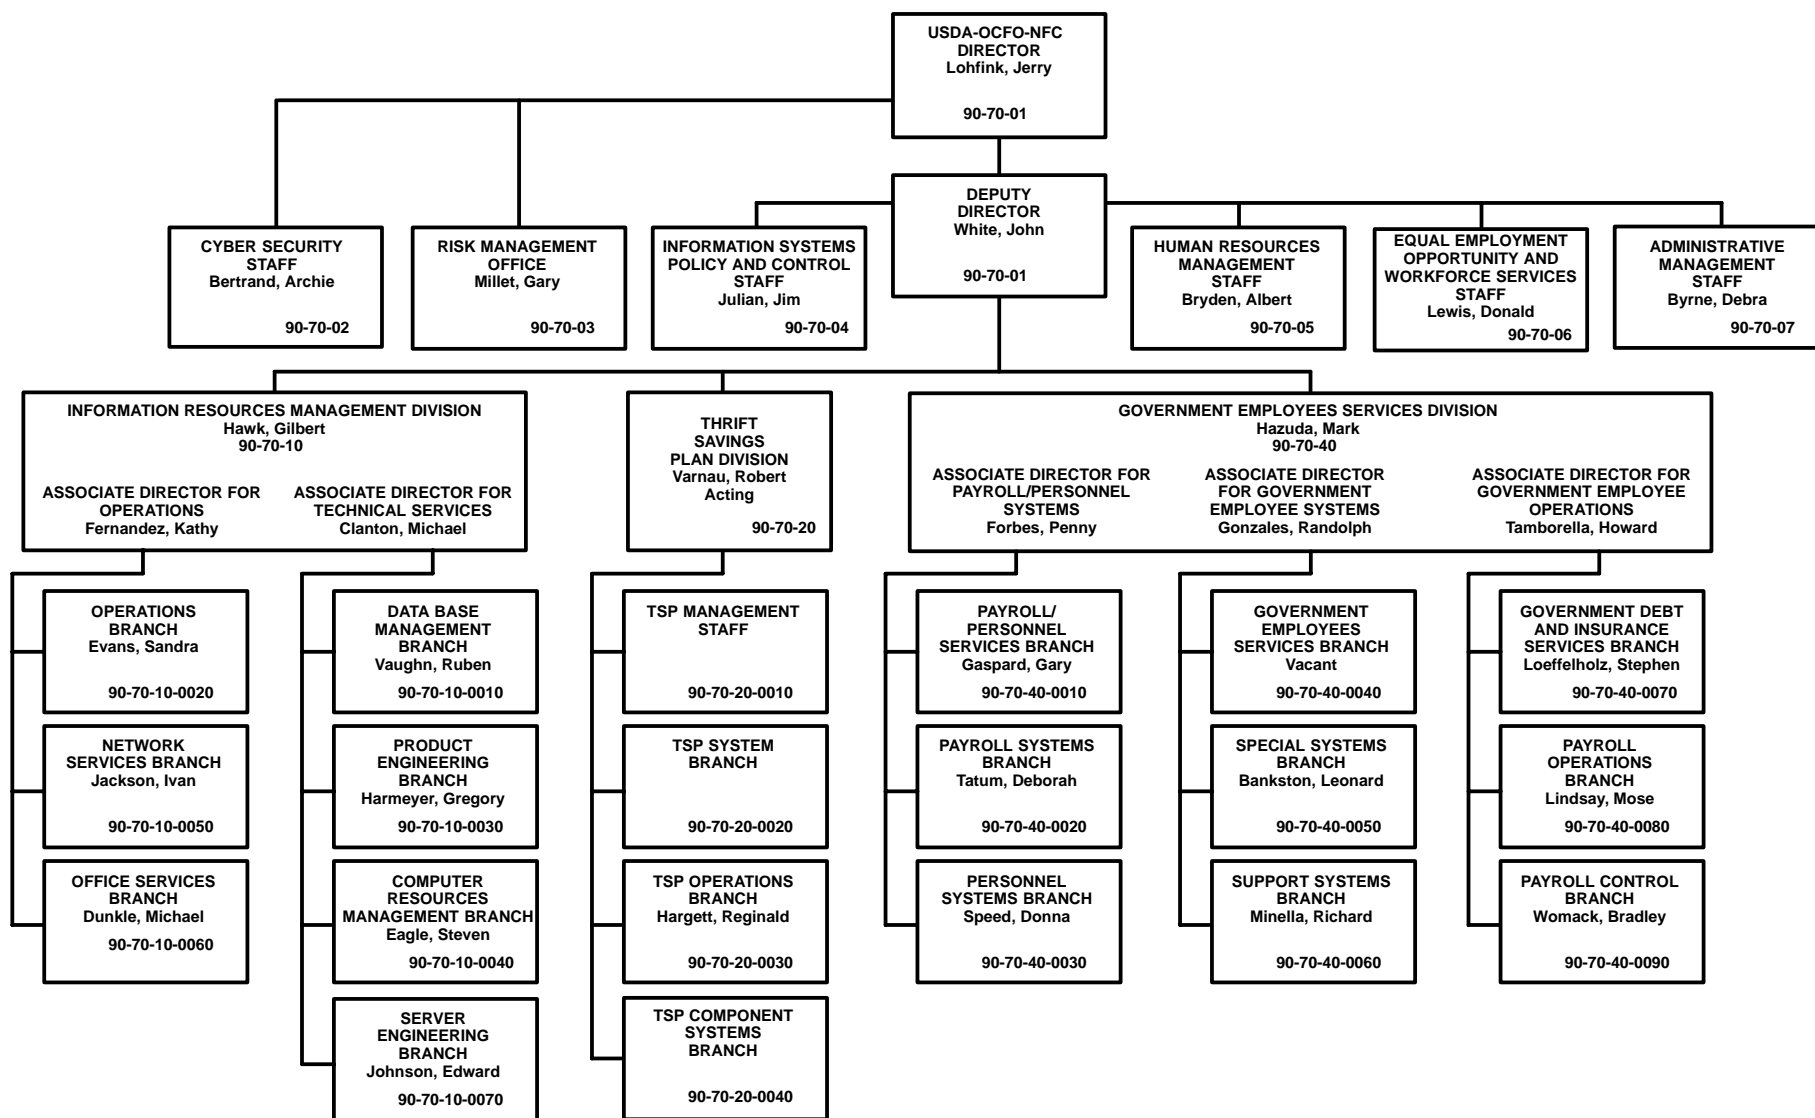 USDA-OCFO-NFC
DIRECTOR
Lohfink, Jerry
90-70-01
DEPUTY
DIRECTOR
White, John
90-70-01
CYBER SECURITY
STAFF
Bertrand, Archie
90-70-02
RISK MANAGEMENT
OFFICE
Millet, Gary
90-70-03
INFORMATION SYSTEMS
POLICY AND CONTROL
STAFF
Julian, Jim
90-70-04
HUMAN RESOURCES
MANAGEMENT
STAFF
Bryden, Albert
90-70-05
EQUAL EMPLOYMENT
OPPORTUNITY AND
WORKFORCE SERVICES
STAFF
Lewis, Donald
90-70-06
ADMINISTRATIVE
MANAGEMENT
STAFF
Byrne, Debra
90-70-07
INFORMATION RESOURCES MANAGEMENT DIVISION
Hawk, Gilbert
90-70-10
ASSOCIATE DIRECTOR FOR
OPERATIONS
Fernandez, Kathy
ASSOCIATE DIRECTOR FOR
TECHNICAL SERVICES
Clanton, Michael
THRIFT
SAVINGS
PLAN DIVISION
Varnau, Robert
Acting
90-70-20
GOVERNMENT EMPLOYEES SERVICES DIVISION
Hazuda, Mark
90-70-40
ASSOCIATE DIRECTOR FOR
PAYROLL/PERSONNEL
SYSTEMS
Forbes, Penny
ASSOCIATE DIRECTOR
FOR GOVERNMENT
EMPLOYEE SYSTEMS
Gonzales, Randolph
ASSOCIATE DIRECTOR FOR
GOVERNMENT EMPLOYEE
OPERATIONS
Tamborella, Howard
OPERATIONS
BRANCH
Evans, Sandra
90-70-10-0020
NETWORK
SERVICES BRANCH
Jackson, Ivan
90-70-10-0050
OFFICE SERVICES
BRANCH
Dunkle, Michael
90-70-10-0060
DATA BASE
MANAGEMENT
BRANCH
Vaughn, Ruben
90-70-10-0010
PRODUCT
ENGINEERING
BRANCH
Harmeyer, Gregory
90-70-10-0030
COMPUTER
RESOURCES
MANAGEMENT BRANCH
Eagle, Steven
90-70-10-0040
SERVER
ENGINEERING
BRANCH
Johnson, Edward
90-70-10-0070
TSP MANAGEMENT
STAFF
90-70-20-0010
TSP SYSTEM
BRANCH
90-70-20-0020
TSP OPERATIONS
BRANCH
Hargett, Reginald
90-70-20-0030
TSP COMPONENT
SYSTEMS
BRANCH
90-70-20-0040
PAYROLL/
PERSONNEL
SERVICES BRANCH
Gaspard, Gary
90-70-40-0010
PAYROLL SYSTEMS
BRANCH
Tatum, Deborah
90-70-40-0020
PERSONNEL
SYSTEMS BRANCH
Speed, Donna
90-70-40-0030
GOVERNMENT
EMPLOYEES
SERVICES BRANCH
Vacant
90-70-40-0040
SPECIAL SYSTEMS
BRANCH
Bankston, Leonard
90-70-40-0050
SUPPORT SYSTEMS
BRANCH
Minella, Richard
90-70-40-0060
GOVERNMENT DEBT
AND INSURANCE
SERVICES BRANCH
Loeffelholz, Stephen
90-70-40-0070
PAYROLL
OPERATIONS
BRANCH
Lindsay, Mose
90-70-40-0080
PAYROLL CONTROL
BRANCH
Womack, Bradley
90-70-40-0090